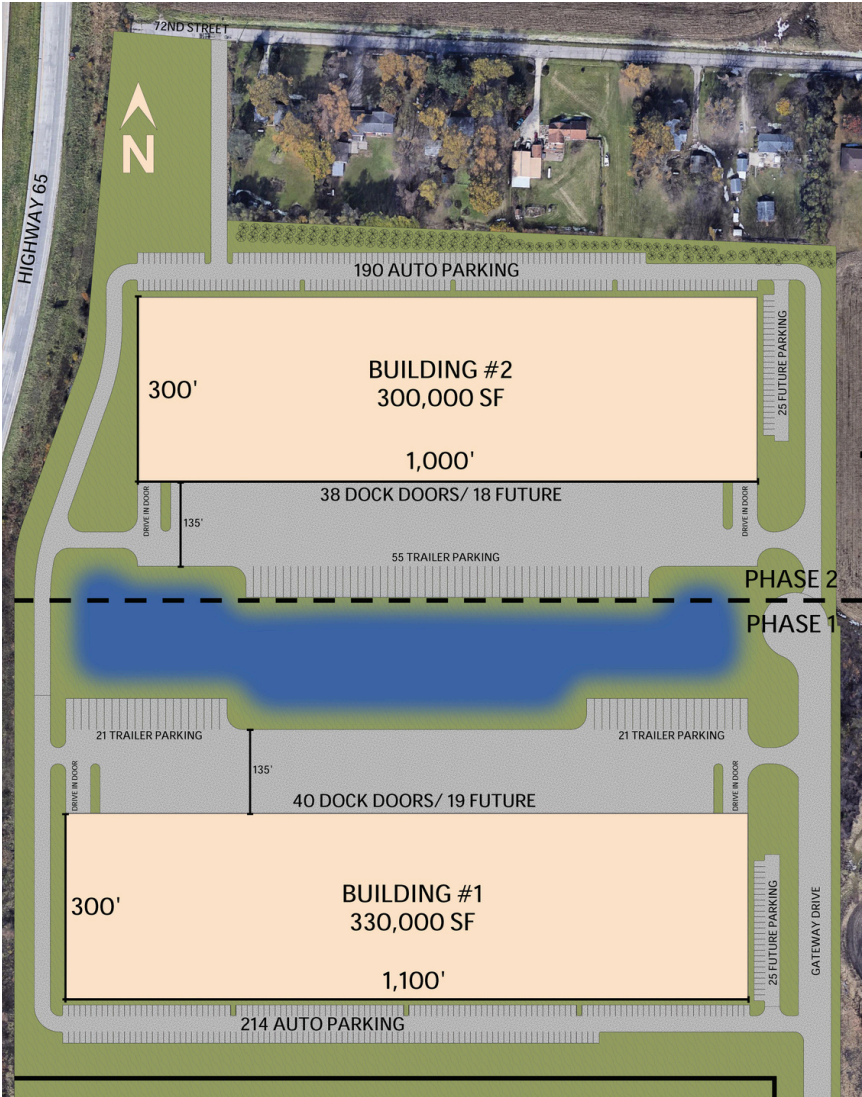 72ND STREET
N
HIGHWAY 65
190 AUTO PARKING
BUILDING #2
300,000 SF
300'
1,000'
25 FUTURE PARKING
38 DOCK DOORS/ 18 FUTURE
DRIVE IN DOOR
135'
DRIVE IN DOOR
55 TRAILER PARKING
PHASE 2
PHASE 1
21 TRAILER PARKING
21 TRAILER PARKING
135'
DRIVE IN DOOR
DRIVE IN DOOR
40 DOCK DOORS/ 19 FUTURE
BUILDING #1
330,000 SF
300'
1,100'
25 FUTURE PARKING
GATEWAY DRIVE
214 AUTO PARKING